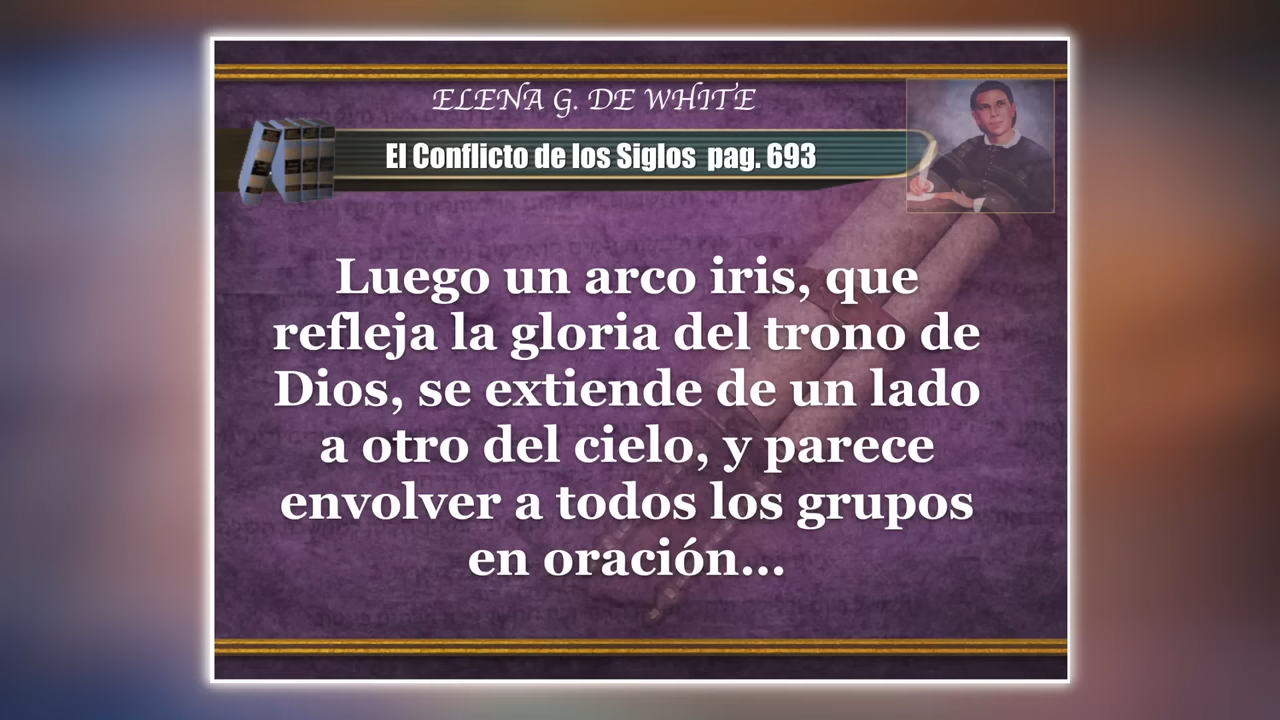 ELENA G. DE WHITE
El Conflicto de los Siglos pag. 693
Luego un arco iris, que
refleja la gloria del trono de
Dios, se extiende de un lado
a otro del cielo, y parece
envolver a todos los grupos
en oración...